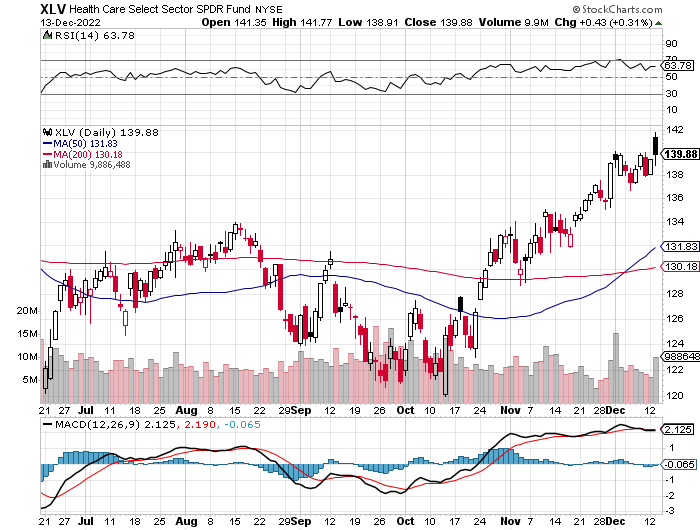 XLV Health Care Select Sector SPDR Fund NYSE © StockCharts.com
13-Dec-2022 Open 141.35 High 141.77 Low 138.91 Close 139.88 Volume 9.9M Chg +0.43 (+0.31%)
RSI(14) 63.78
90
70
63.78
50
30
10
XLV (Daily) 139.88
MA(50) 131.83
MA(200) 130.18
Volume 9,886,488
142
139.88
138
136
134
131.83
130.18
128
126
124
122
120
20M
15M
10M
5M
9886488
21 27 Jul 11 18 25 Aug 8 15 22 29 Sep 12 19 26 Oct 10 17 24 Nov 7 14 21 28 Dec 12
MACD(12,26,9) 2.125, 2.190, -0.065
2.125
1
-0.065
-1
-2
-3
21 27 Jul 11 18 25 Aug 8 15 22 29 Sep 12 19 26 Oct 10 17 24 Nov 7 14 21 28 Dec 12